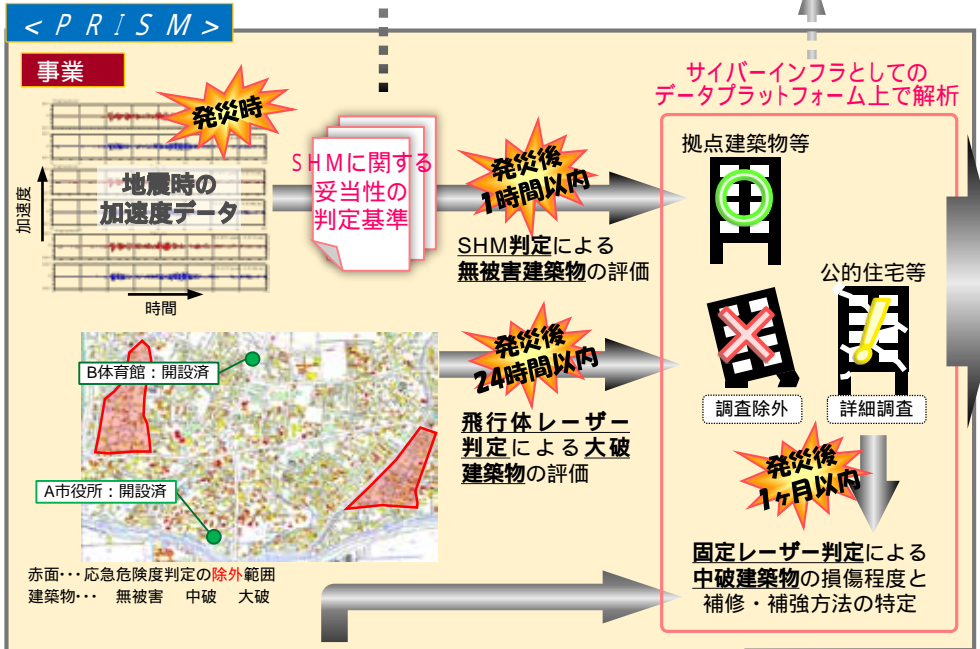 <PRISM>
事業
発災時
地震時の
加速度データ
加速度
時間
SHMに関する
妥当性の
判定基準
発災後
1時間以内
SHM判定による
無被害建築物の評価
サイバーインフラとしての
データプラットフォーム上で解析
拠点建築物等
公的住宅等
調査除外
詳細調査
B体育館：開設済
A市役所：開設済
発災後
24時間以内
飛行体レーザー
判定による大破
建築物の評価
発災後
1ヶ月以内
固定レーザー判定による
中破建築物の損傷程度と
補修・補強方法の特定
赤面･･･応急危険度判定の除外範囲
建築物･･･　無被害　中破　大破